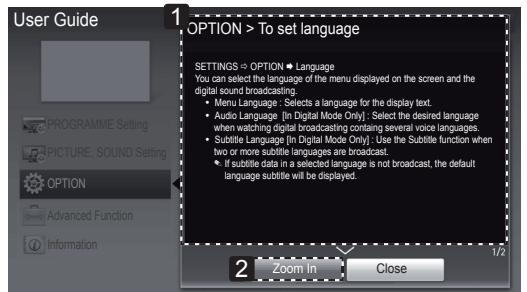 User Guide
1
OPTION > To set language
SETTINGS ⇨ OPTION ➡ Language
You can select the language of the menu displayed on the screen and the
digital sound broadcasting.
• Menu Language : Selects a language for the display text.
• Audio Language [In Digital Mode Only] : Select the desired language
when watching digital broadcasting containg several voice languages.
• Subtitle Language [In Digital Mode Only] : Use the Subtitle function when
two or more subtitle languages are broadcast.
✎ If subtitle data in a selected language is not broadcast, the default
language subtitle will be displayed.
PROGRAMME Setting
PICTURE, SOUND Setting
OPTION
Advanced Function
Information
1/2
2
Zoom In
Close